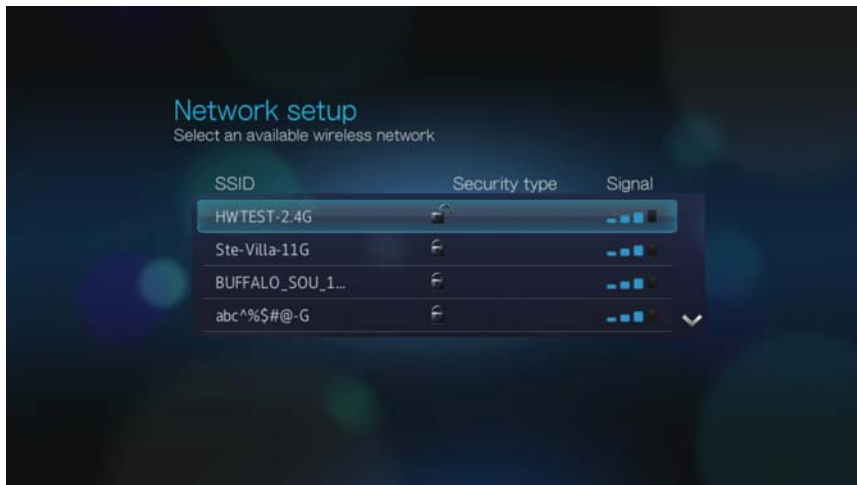 Network setup
Select an available wireless network
SSID Security type Signal
HWTEST-2.4G
Ste-Villa-11G
BUFFALO_SOU_1...
abc^%$#@-G